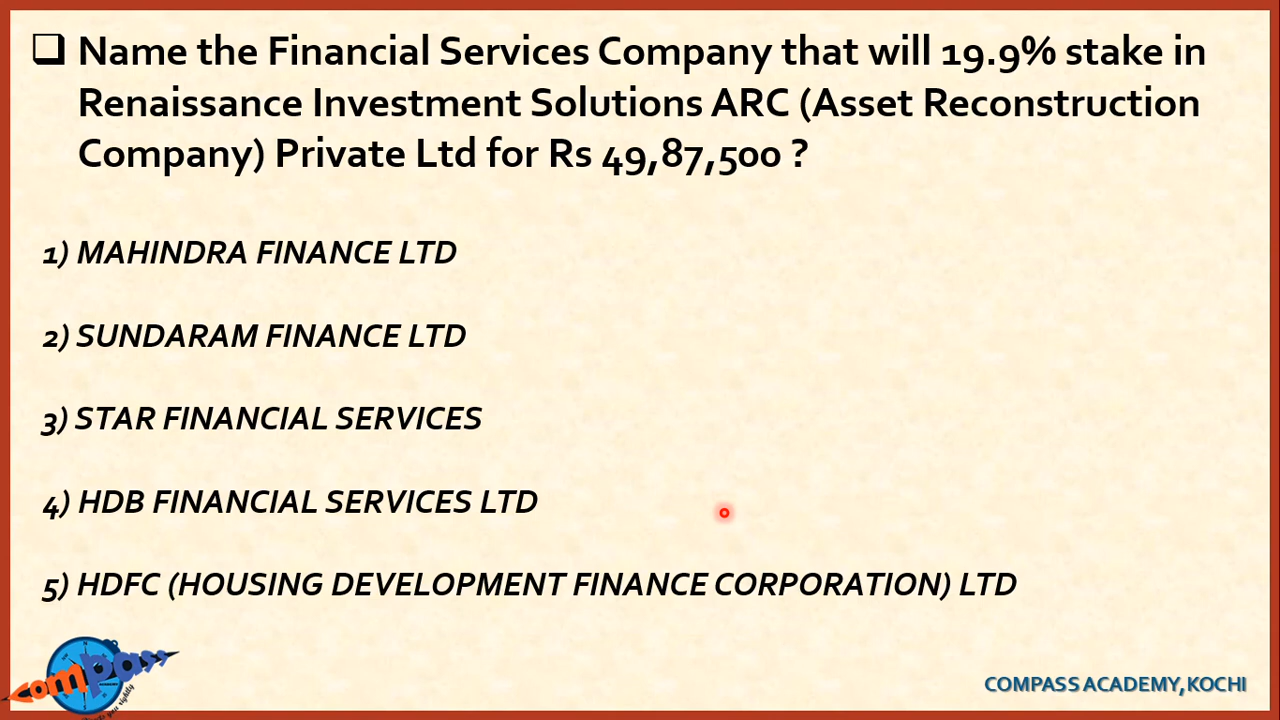 Name the Financial Services Company that will 19.9% stake in
Renaissance Investment Solutions ARC (Asset Reconstruction
Company) Private Ltd for Rs 49,87,500 ?
1) MAHINDRA FINANCE LTD
2) SUNDARAM FINANCE LTD
3) STAR FINANCIAL SERVICES
4) HDB FINANCIAL SERVICES LTD
5) HDFC (HOUSING DEVELOPMENT FINANCE CORPORATION) LTD
compass
COMPASS ACADEMY,KOCHI